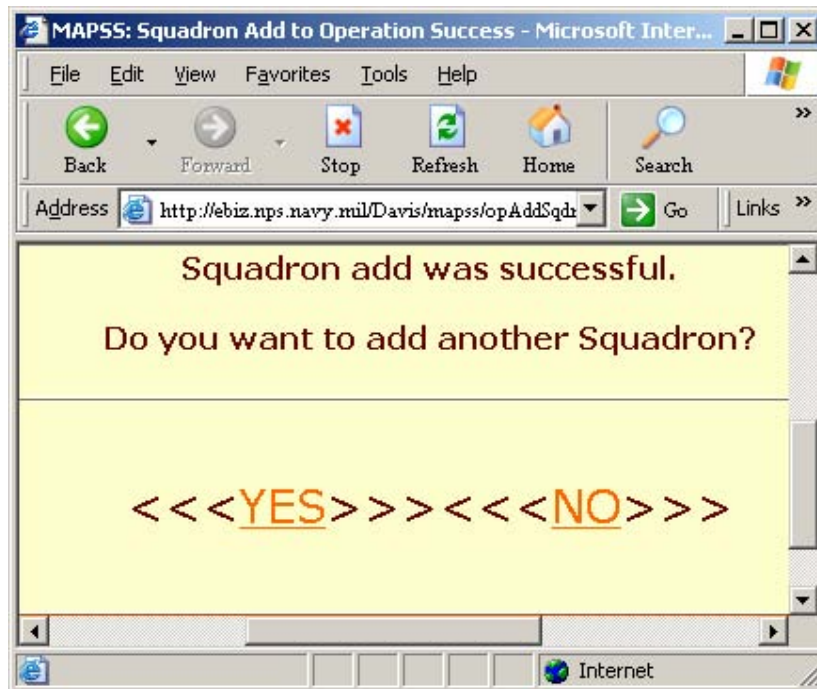 MAPSS: Squadron Add to Operation Success - Microsoft Inter...
File Edit View Favorites Tools Help
Back Forward Stop Refresh Home Search
Address http://ebiz.nps.navy.mil/Davis/mapss/opAddSqdr Go Links
Squadron add was successful.
Do you want to add another Squadron?
<<<YES>>><<<NO>>>
Internet